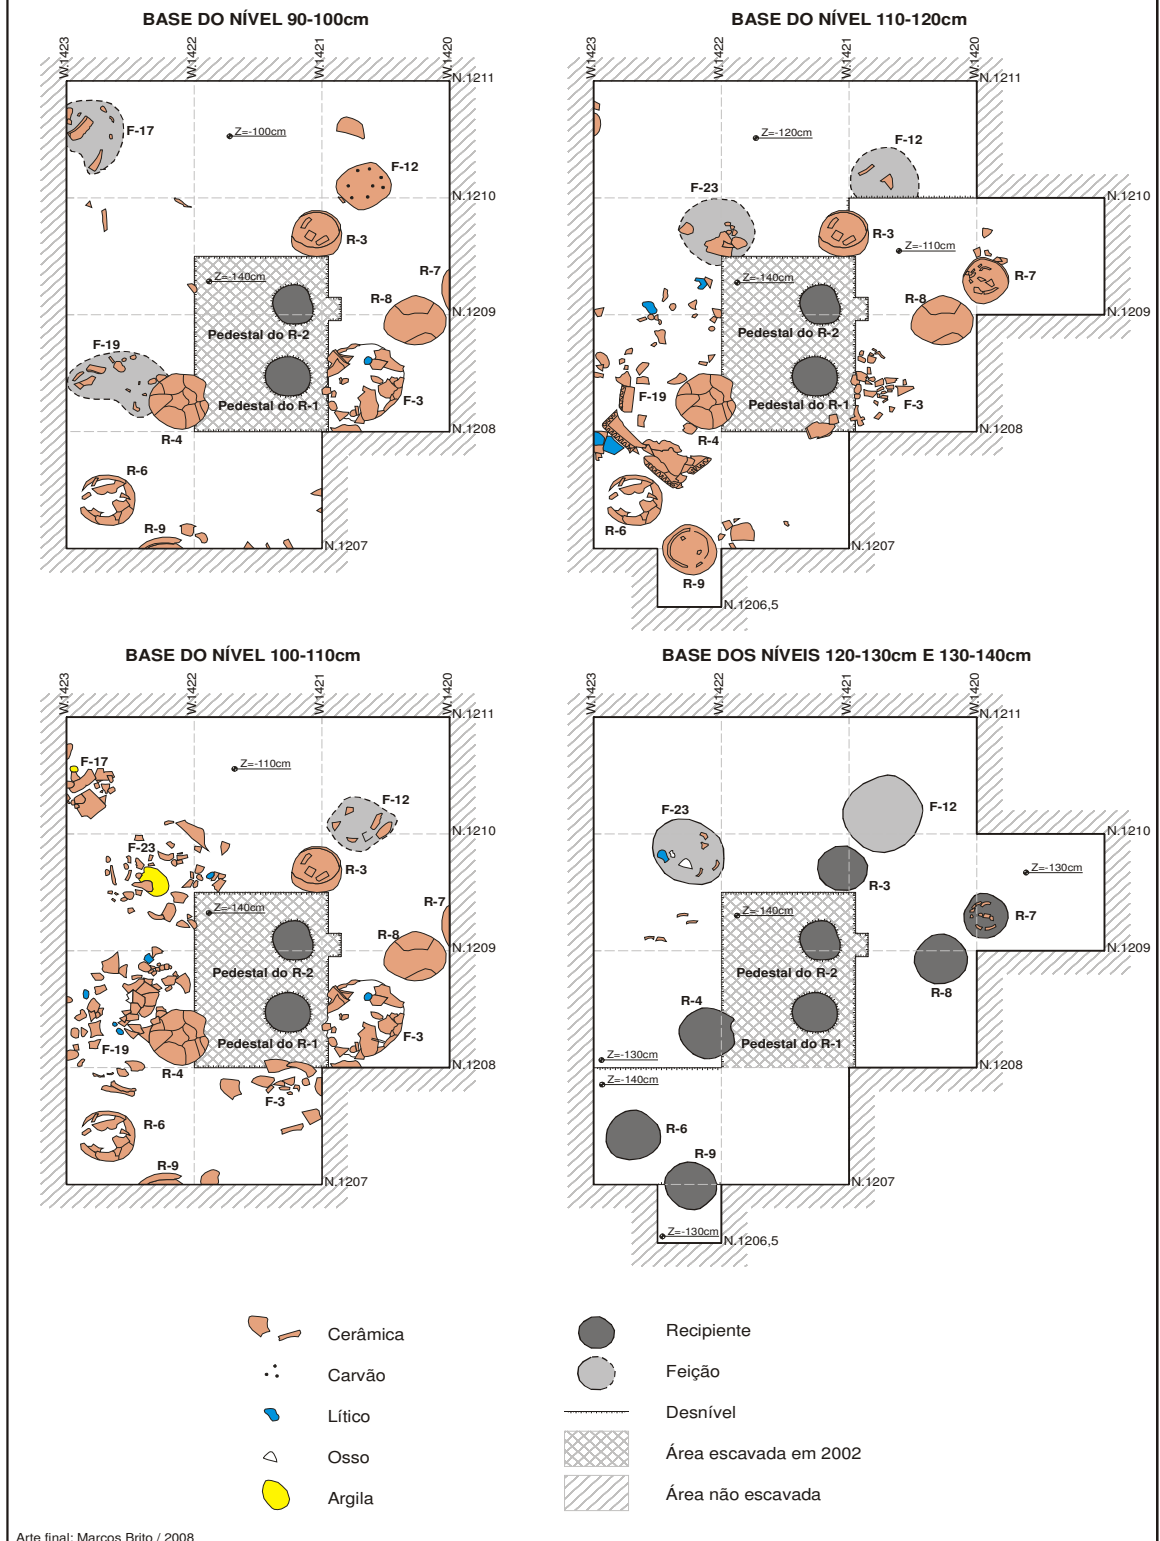 BASE DO NÍVEL 90-100cm
W.1423
W.1422
W.1421
W.1420
N.1211
F-17
Z=-100cm
F-12
N.1210
R-3
R-7
Z=-140cm
R-8
N.1209
Pedestal do R-2
F-19
Pedestal do R-1
F-3
R-4
N.1208
R-6
R-9
N.1207
BASE DO NÍVEL 110-120cm
W.1423
W.1422
W.1421
W.1420
N.1211
Z=-120cm
F-12
F-23
N.1210
R-3
Z=-110cm
R-7
Z=-140cm
R-8
N.1209
Pedestal do R-2
F-19
Pedestal do R-1
F-3
R-4
N.1208
R-6
N.1207
R-9
N.1206,5
BASE DO NÍVEL 100-110cm
W.1423
W.1422
W.1421
W.1420
N.1211
F-17
Z=-110cm
F-12
N.1210
F-23
R-3
R-7
Z=-140cm
R-8
N.1209
Pedestal do R-2
F-19
Pedestal do R-1
F-3
R-4
N.1208
F-3
R-6
R-9
N.1207
BASE DOS NÍVEIS 120-130cm E 130-140cm
W.1423
W.1422
W.1421
W.1420
N.1211
F-23
F-12
N.1210
R-3
Z=-130cm
R-7
Z=-140cm
N.1209
Pedestal do R-2
R-8
R-4
Pedestal do R-1
Z=-130cm
N.1208
Z=-140cm
R-6
R-9
N.1207
Z=-130cm
N.1206,5
Cerâmica
Carvão
Lítico
Osso
Argila
Recipiente
Feição
Desnível
Área escavada em 2002
Área não escavada
Arte final: Marcos Brito / 2008